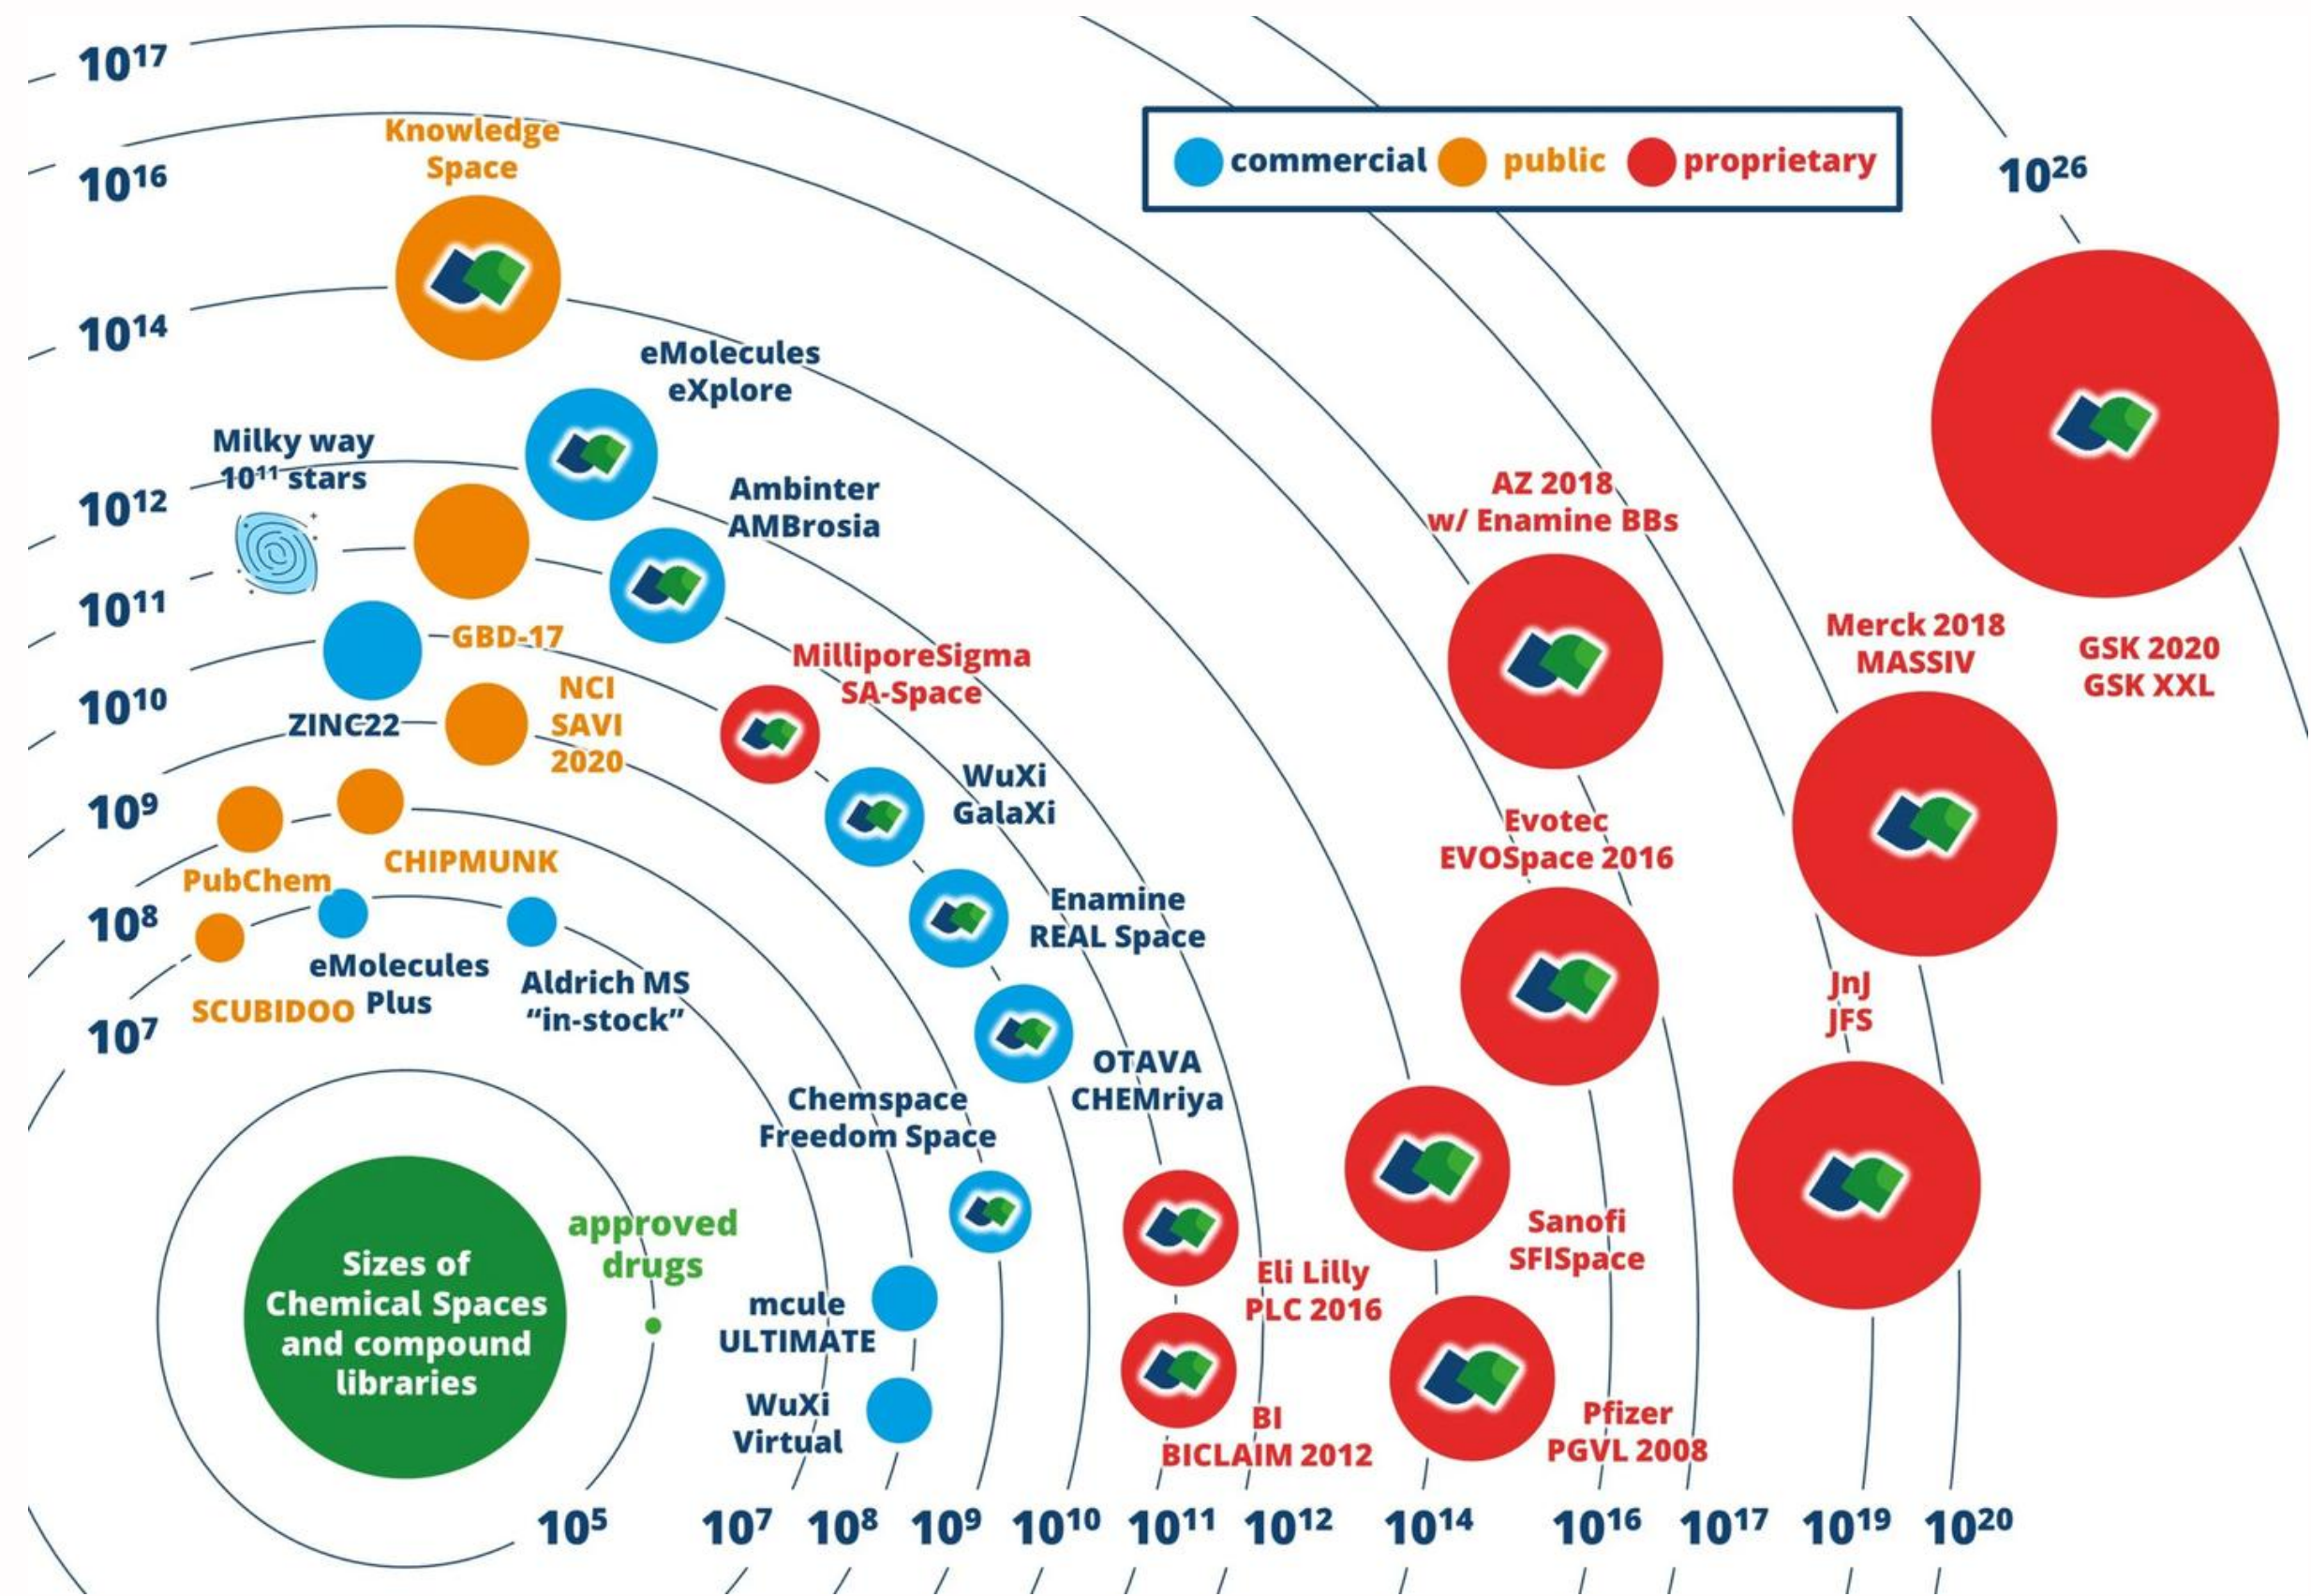 10¹⁷
10¹⁶
10¹⁴
10¹²
10¹¹
10¹⁰
10⁹
10⁸
10⁷
commercial
public
proprietary
10²⁶
Knowledge
Space
eMolecules
eXplore
Milky way
10¹¹ stars
Ambinter
AMBrosia
GBD-17
ZINC22
NCI
SAVI
2020
MilliporeSigma
SA-Space
WuXi
GalaXi
PubChem
CHIPMUNK
SCUBIDOO
eMolecules
Plus
Aldrich MS
“in-stock”
Enamine
REAL Space
OTAVA
CHEMriya
Chemspace
Freedom Space
AZ 2018
w/ Enamine BBs
Evotec
EVOSpace 2016
Merck 2018
MASSIV
GSK 2020
GSK XXL
JnJ
JFS
Sizes of
Chemical Spaces
and compound
libraries
approved
drugs
mcule
ULTIMATE
WuXi
Virtual
Eli Lilly
PLC 2016
BI
BICLAIM 2012
Sanofi
SFISpace
Pfizer
PGVL 2008
10⁵
10⁷
10⁸
10⁹
10¹⁰
10¹¹
10¹²
10¹⁴
10¹⁶
10¹⁷
10¹⁹
10²⁰